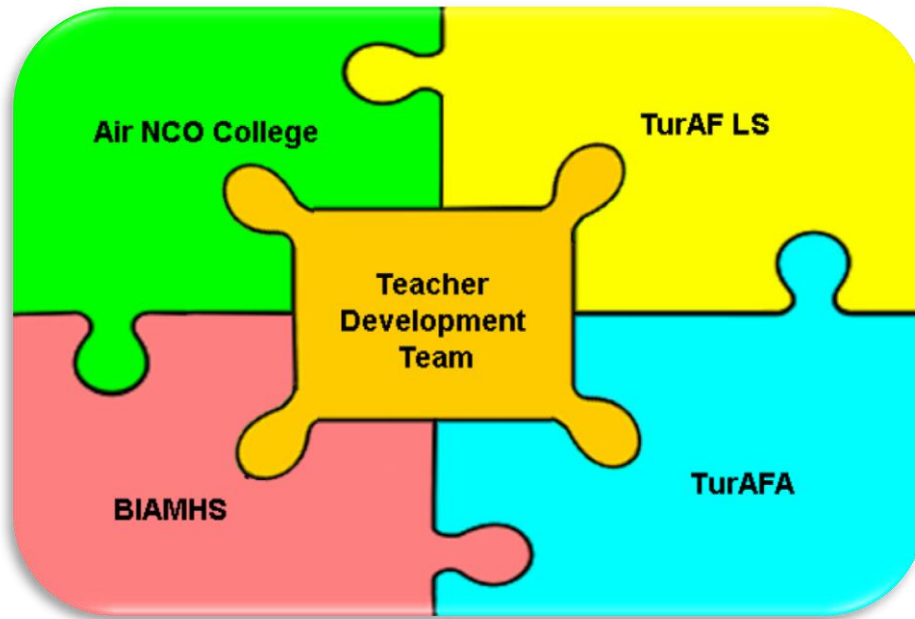 Air NCO College
TurAF LS
Teacher
Development
Team
BIAMHS
TurAFA